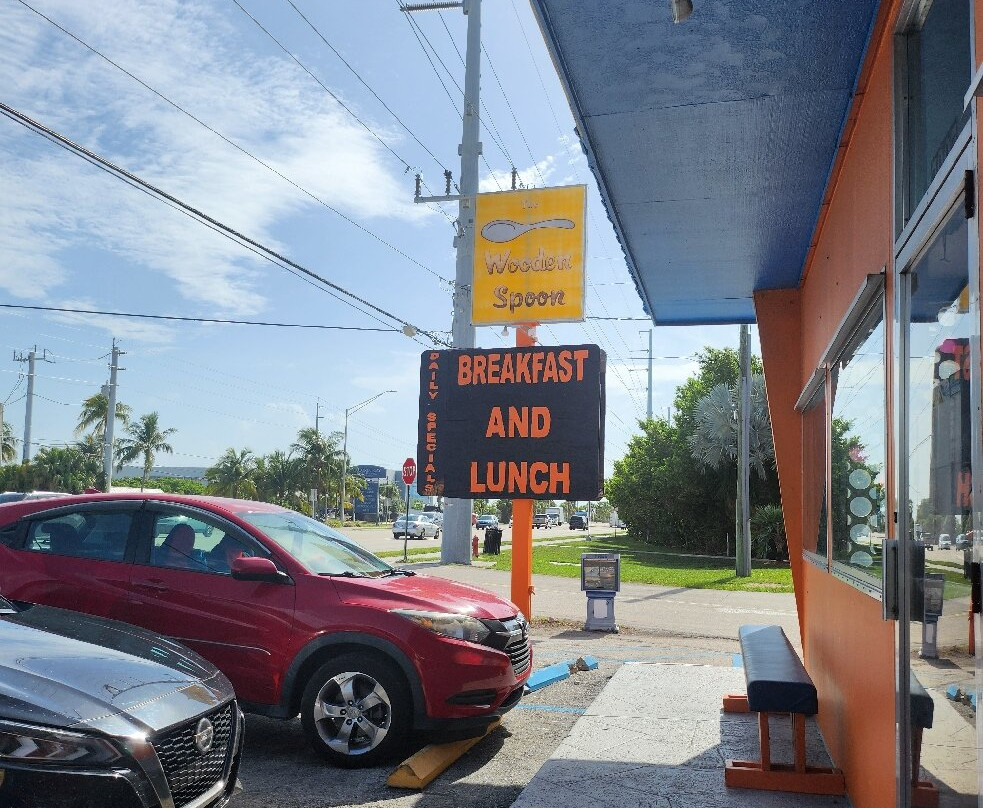 The
Wooden
Spoon
DAILY SPECIALS
BREAKFAST
AND
LUNCH
STOP